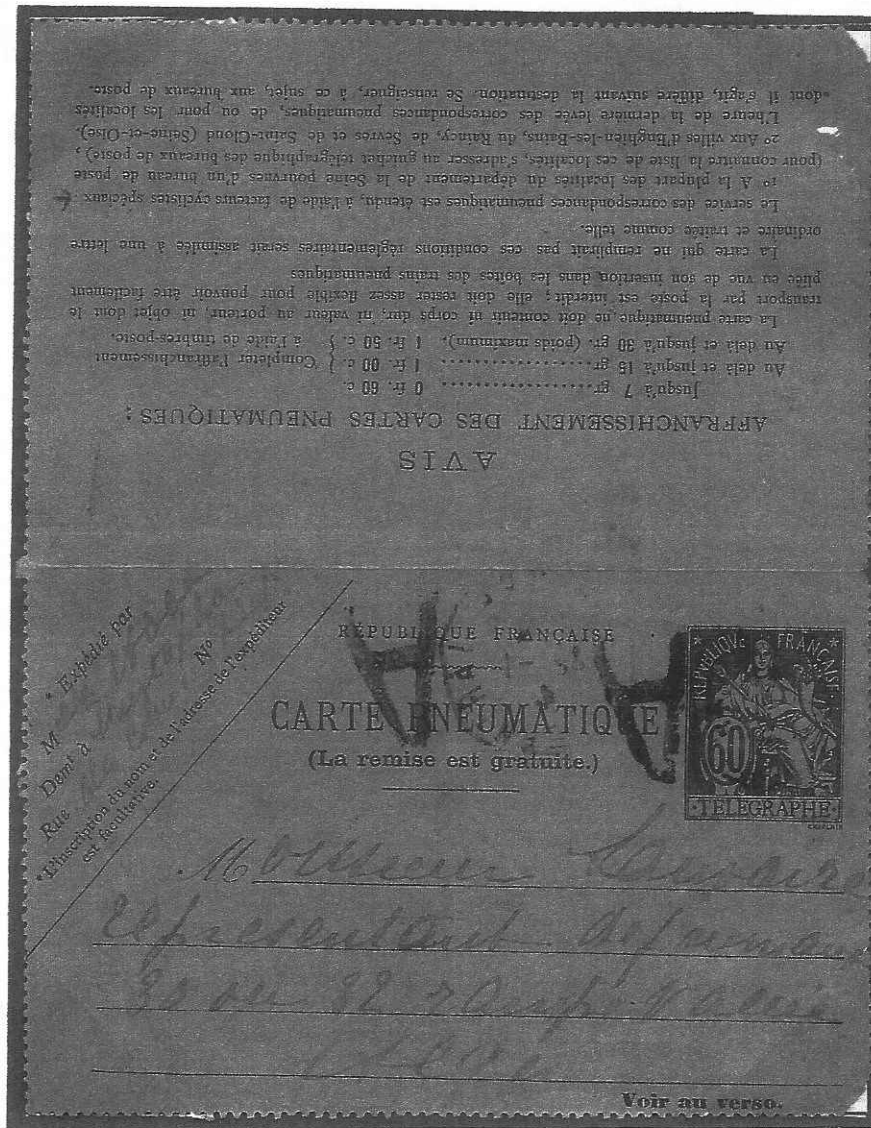 AVIS
AFFRANCHISSEMENT DES CARTES PNEUMATIQUES :
Jusqu'à 7 gr. .................. 0 fr. 60 c.
Au delà et jusqu'à 15 gr. .................. 1 fr. 00 c. } Compléter l'affranchissement
Au delà et jusqu'à 30 gr. (poids maximum). 1 fr. 50 c. } à l'aide de timbres-poste.
La carte pneumatique ne doit contenir ni corps dur, ni valeur au porteur, ni objet dont le
transport par la poste est interdit; elle doit rester assez flexible pour pouvoir être facilement
pliée en vue de son insertion dans les boîtes des trains pneumatiques
La carte qui ne remplirait pas ces conditions réglementaires serait assimilée à une lettre
ordinaire et traitée comme telle.
Le service des correspondances pneumatiques est étendu, à l'aide de facteurs cyclistes spéciaux :
1º A la plupart des localités du département de la Seine pourvues d'un bureau de poste
(pour connaître la liste de ces localités, s'adresser au guichet télégraphique des bureaux de poste),
2º Aux villes d'Enghien-les-Bains, du Raincy, de Sèvres et de Saint-Cloud (Seine-et-Oise).
L'heure de la dernière levée des correspondances pneumatiques, de ou pour les localités
dont il s'agit, diffère suivant la destination. Se renseigner, à ce sujet, aux bureaux de poste.
* Expédié par
M
Demt à
Rue Nº
* L'inscription du nom et de l'adresse de l'expéditeur
est facultative.
RÉPUBLIQUE FRANÇAISE
CARTE PNEUMATIQUE
(La remise est gratuite.)
REPUBLIQUE FRANÇAISE
60
TELEGRAPHE
CHAPLAIN
Monsieur
représentant
30 ou 32
Voir au verso.